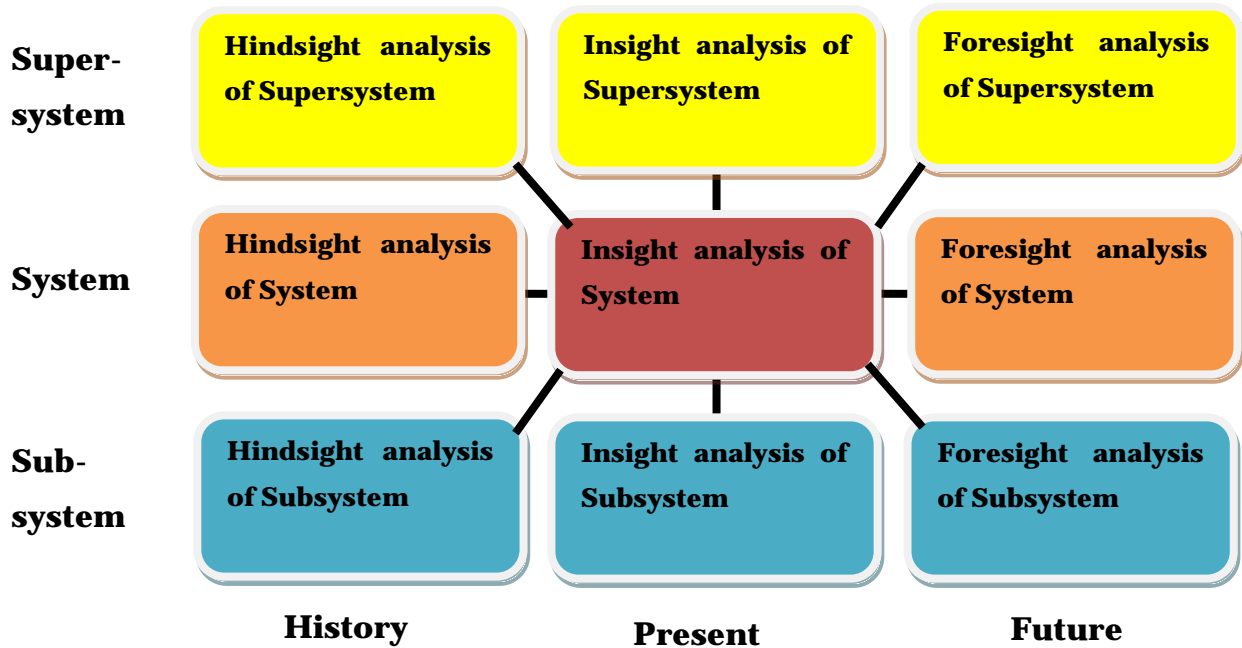 Super-
system
Hindsight analysis
of Supersystem
Insight analysis of
Supersystem
Foresight analysis
of Supersystem
System
Hindsight analysis
of System
Insight analysis of
System
Foresight analysis
of System
Sub-
system
Hindsight analysis
of Subsystem
Insight analysis of
Subsystem
Foresight analysis
of Subsystem
History
Present
Future